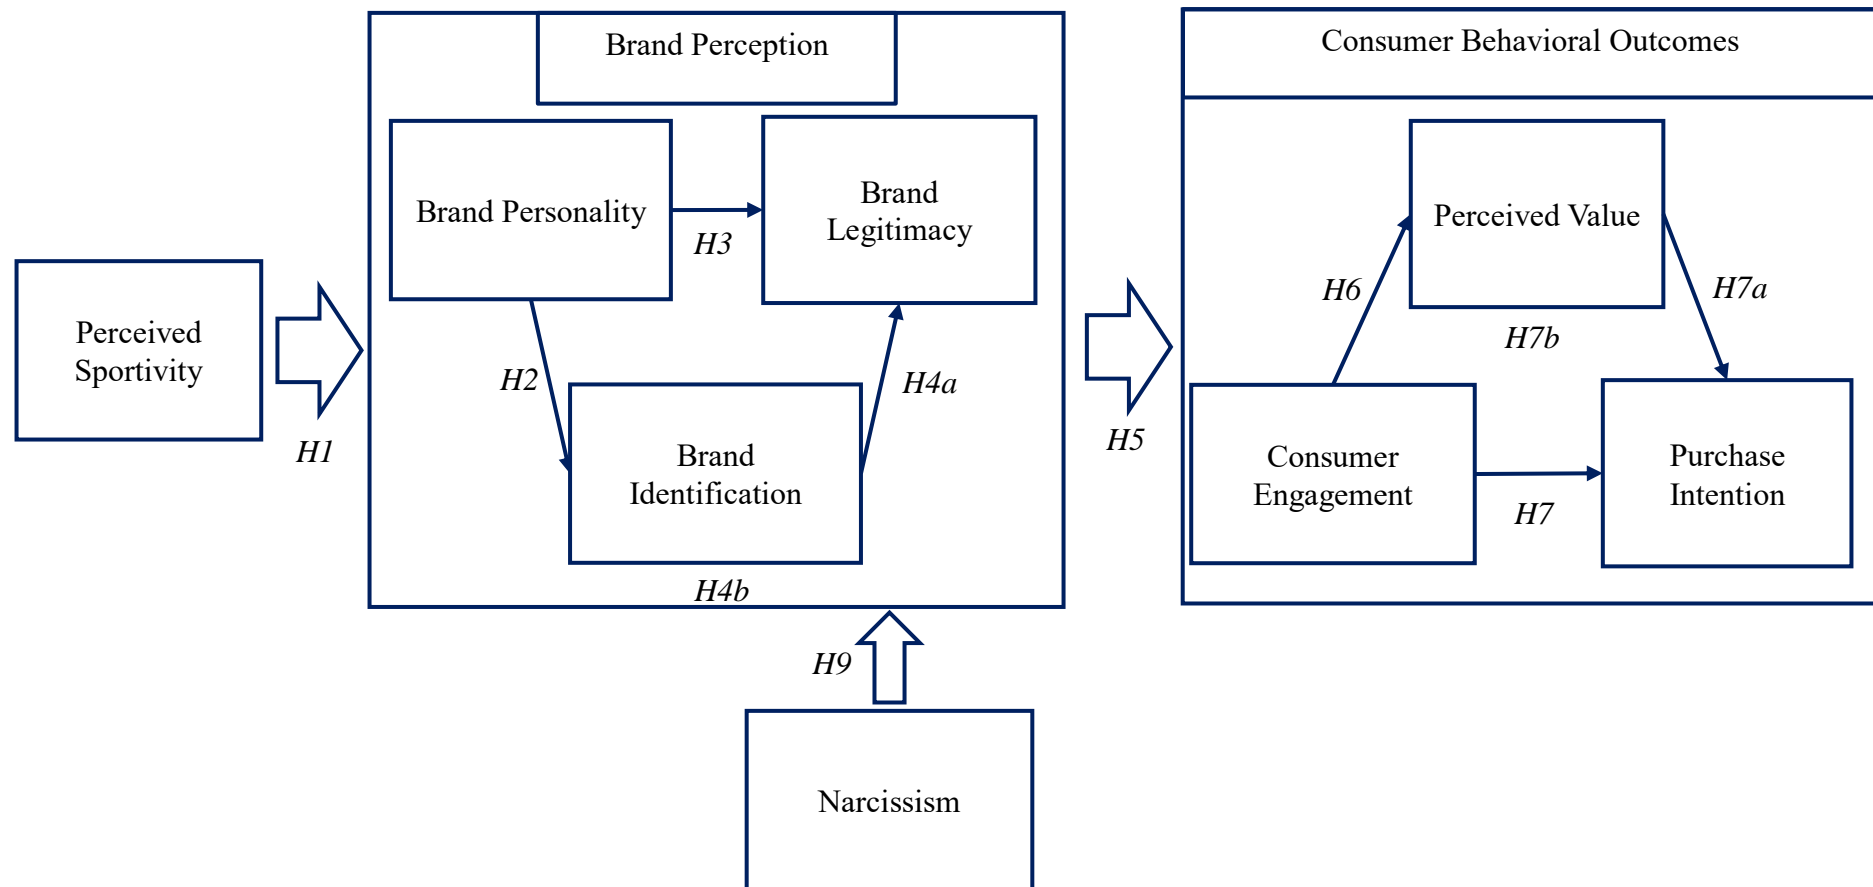 Brand Perception
Consumer Behavioral Outcomes
Brand Personality
H3
Brand
Legitimacy
Perceived Value
H6
H7a
H7b
Perceived
Sportivity
H1
H2
H4a
H5
Brand
Identification
H4b
Consumer
Engagement
H7
Purchase
Intention
H9
Narcissism